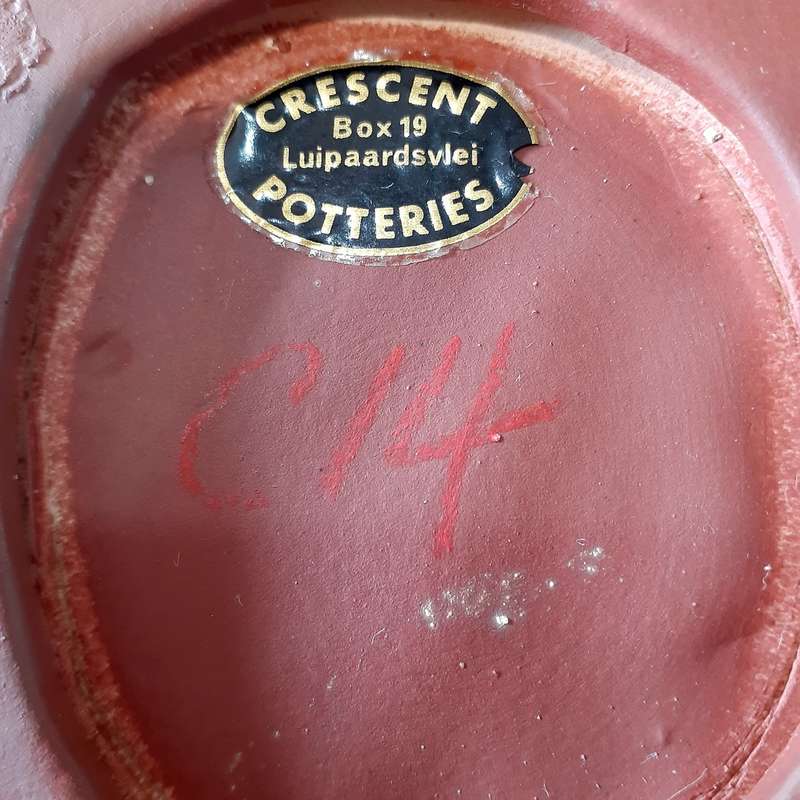 CRESCENT
Box 19
Luipaardsvlei
POTTERIES
C14